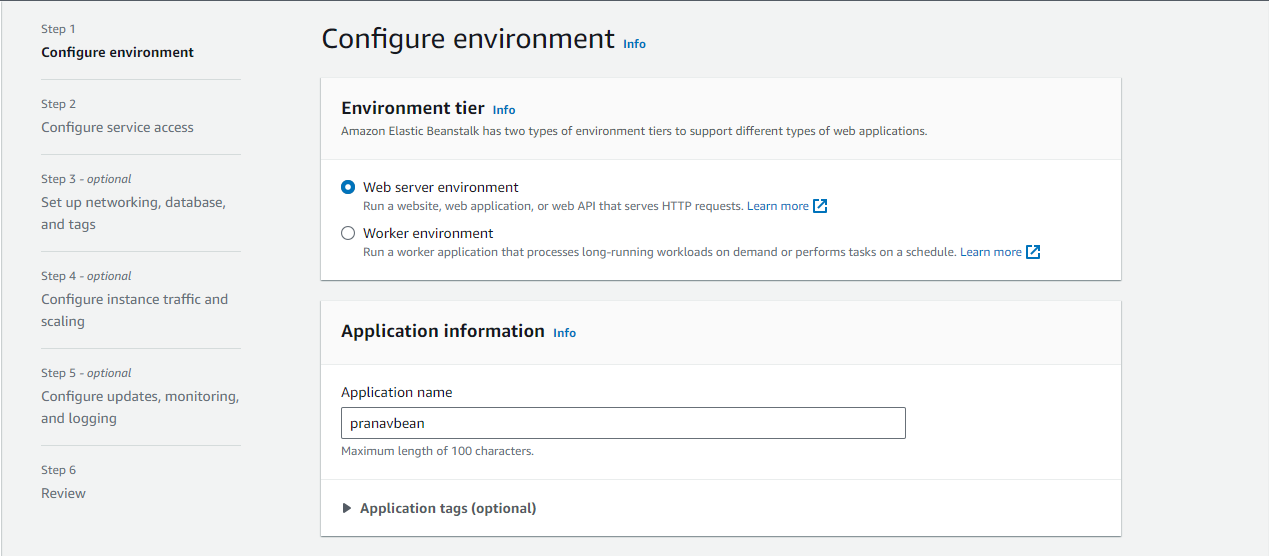 Step 1
Configure environment
Step 2
Configure service access
Step 3 - optional
Set up networking, database,
and tags
Step 4 - optional
Configure instance traffic and
scaling
Step 5 - optional
Configure updates, monitoring,
and logging
Step 6
Review
Configure environment Info
Environment tier Info
Amazon Elastic Beanstalk has two types of environment tiers to support different types of web applications.
Web server environment
Run a website, web application, or web API that serves HTTP requests. Learn more
Worker environment
Run a worker application that processes long-running workloads on demand or performs tasks on a schedule. Learn more
Application information Info
Application name
pranavbean
Maximum length of 100 characters.
Application tags (optional)